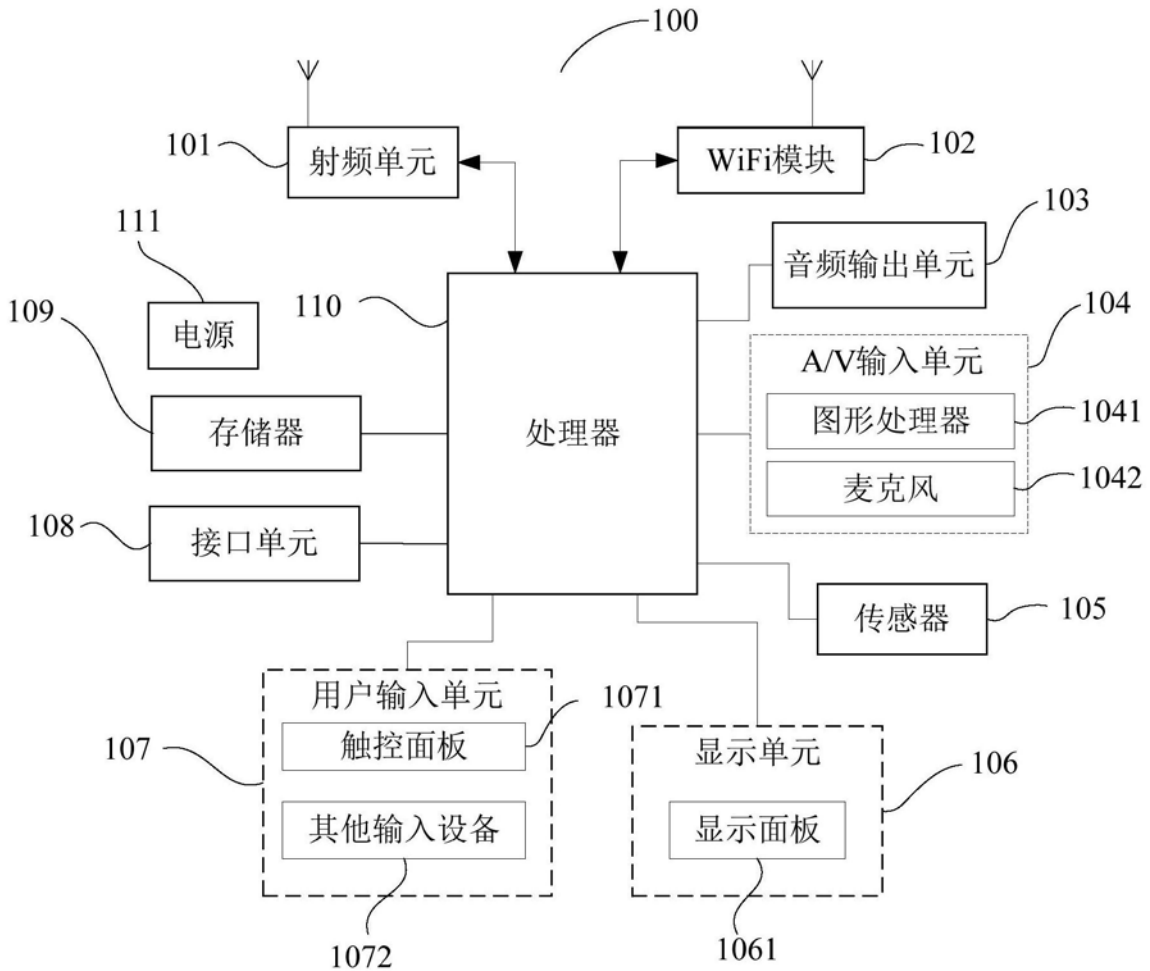 100
101
射频单元
WiFi模块
102
111
103
音频输出单元
109
电源
110
104
A/V输入单元
图形处理器
1041
存储器
处理器
麦克风
1042
108
接口单元
传感器
105
用户输入单元
1071
107
触控面板
显示单元
106
其他输入设备
显示面板
1072
1061